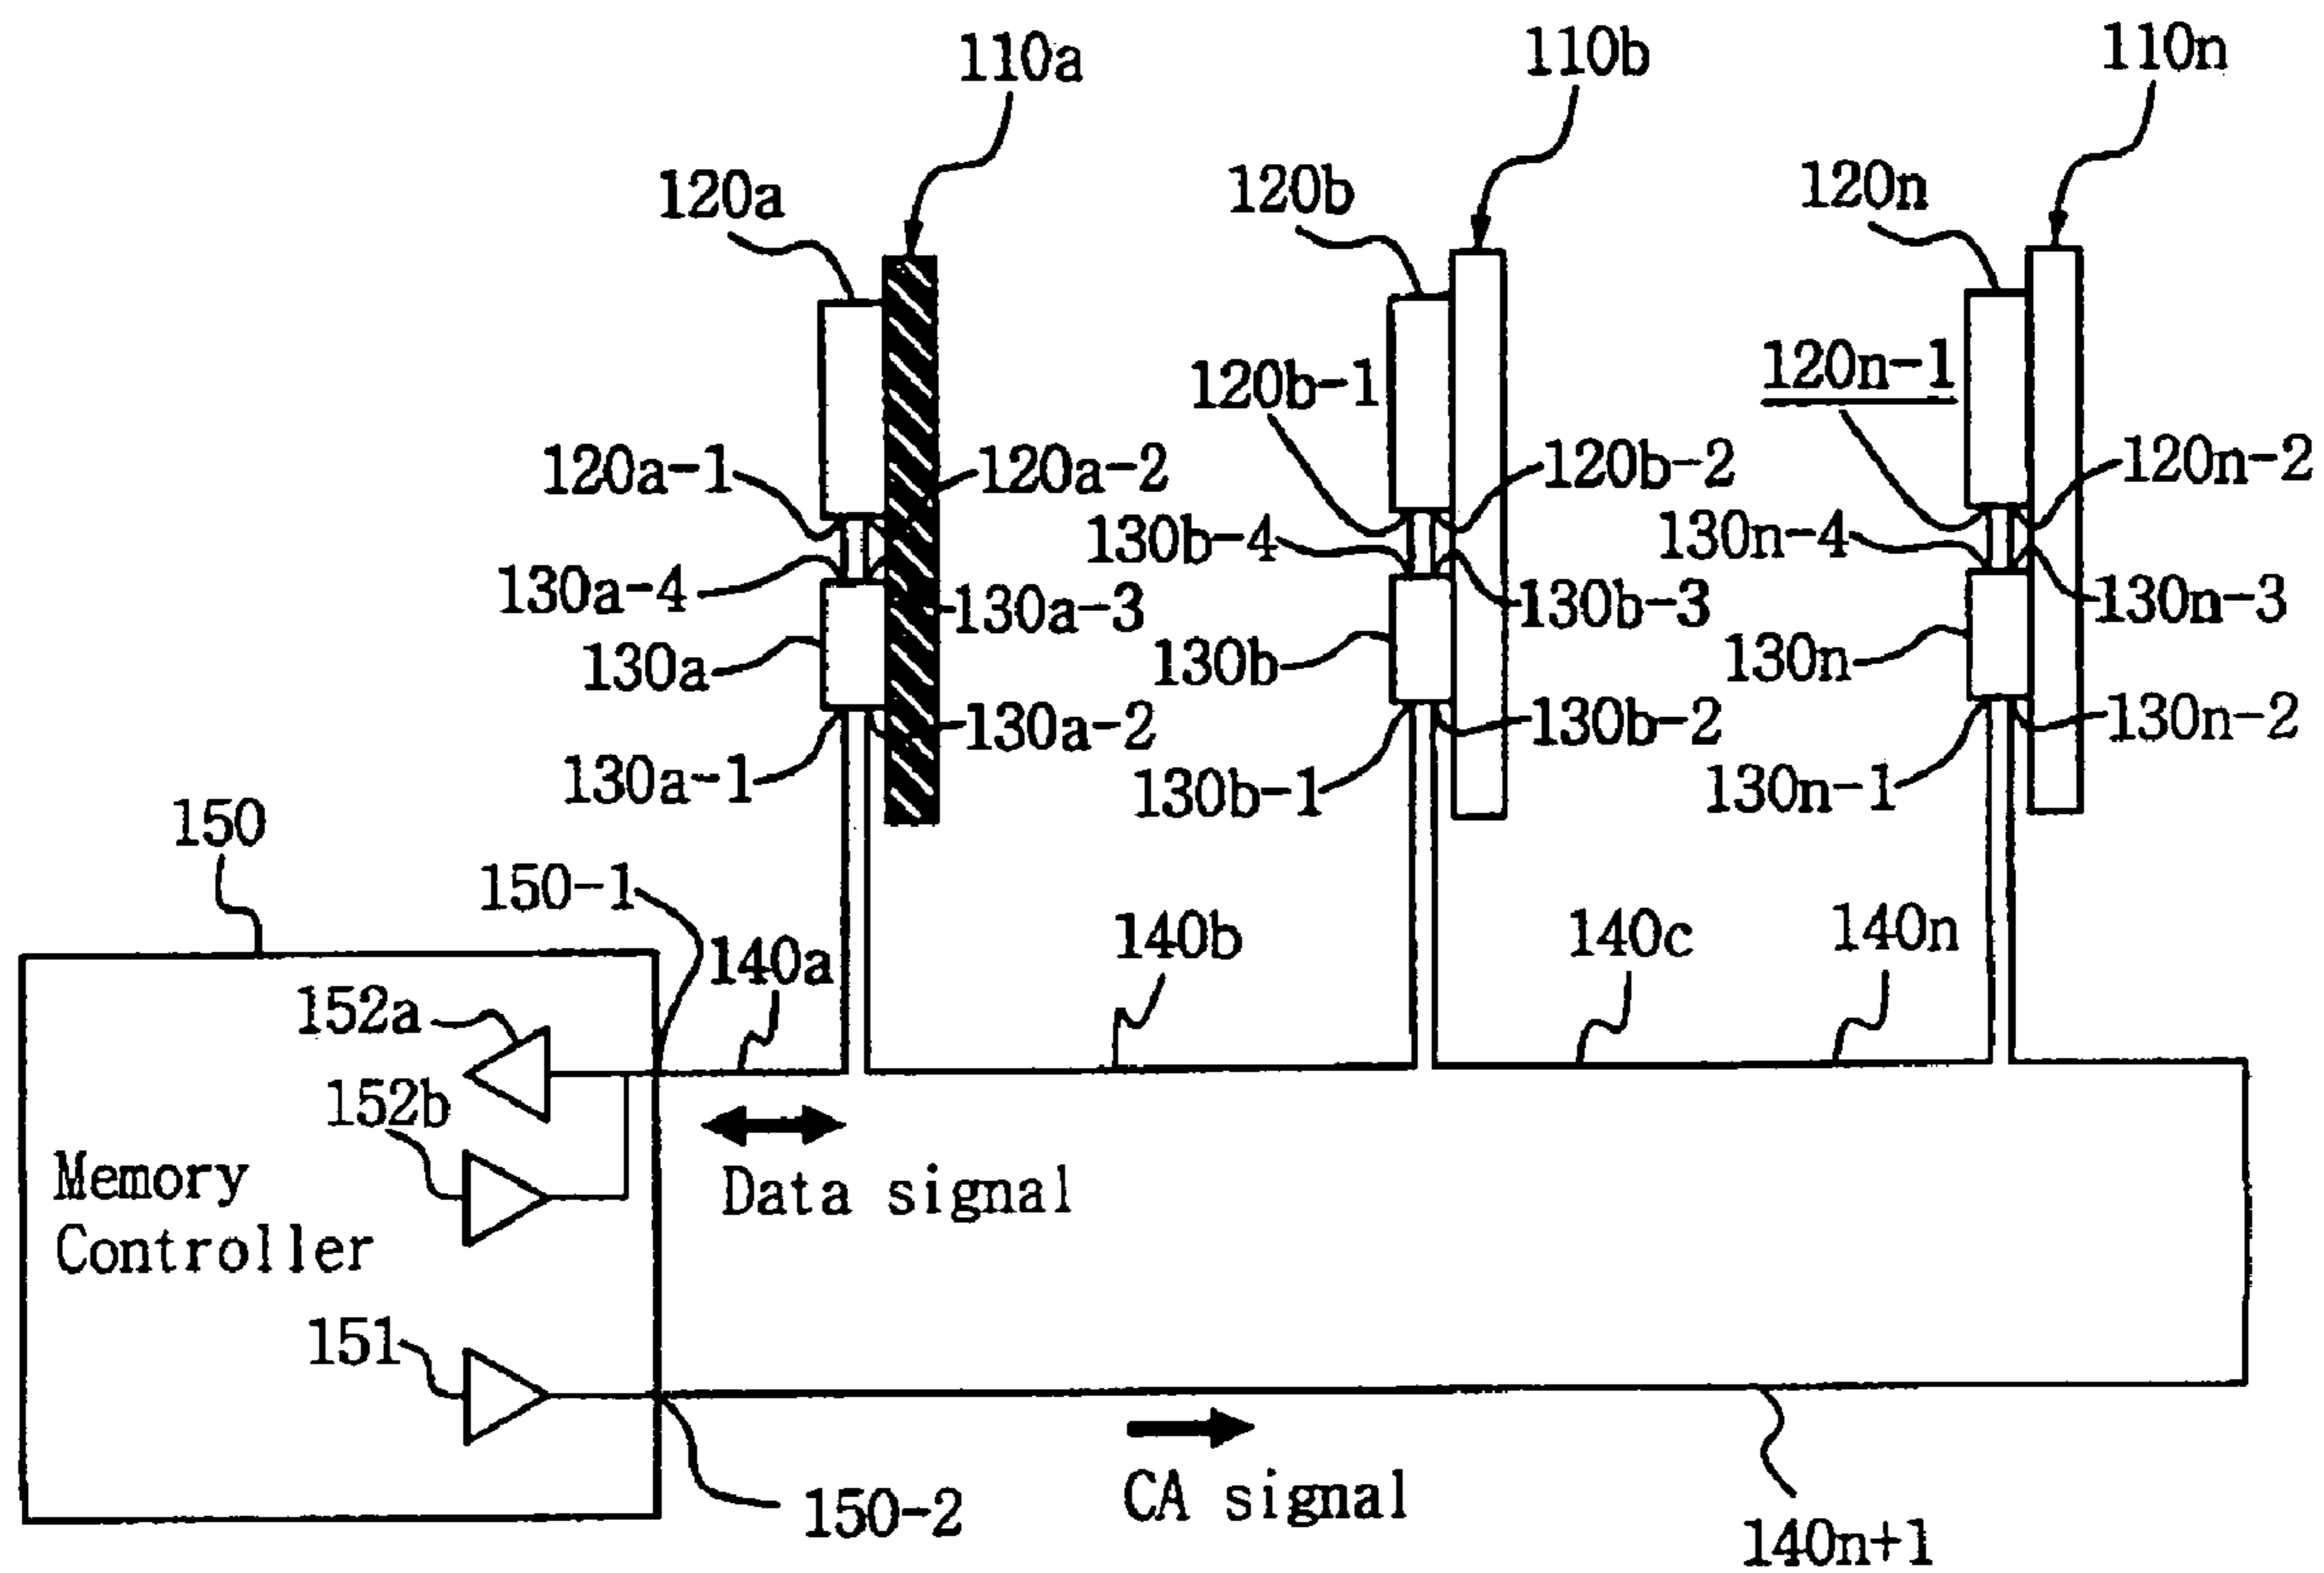 110a
110b
110n
120a
120b
120n
120b-1
120n-1
120a-1
120a-2
120b-2
120n-2
130a-4
130b-4
130n-4
130a-3
130b-3
130n-3
130a
130b
130n
130a-2
130b-2
130n-2
130a-1
130b-1
130n-1
150
150-1
140a
140b
140c
140n
152a
152b
Memory
Controller
Data signal
151
CA signal
150-2
140n+1